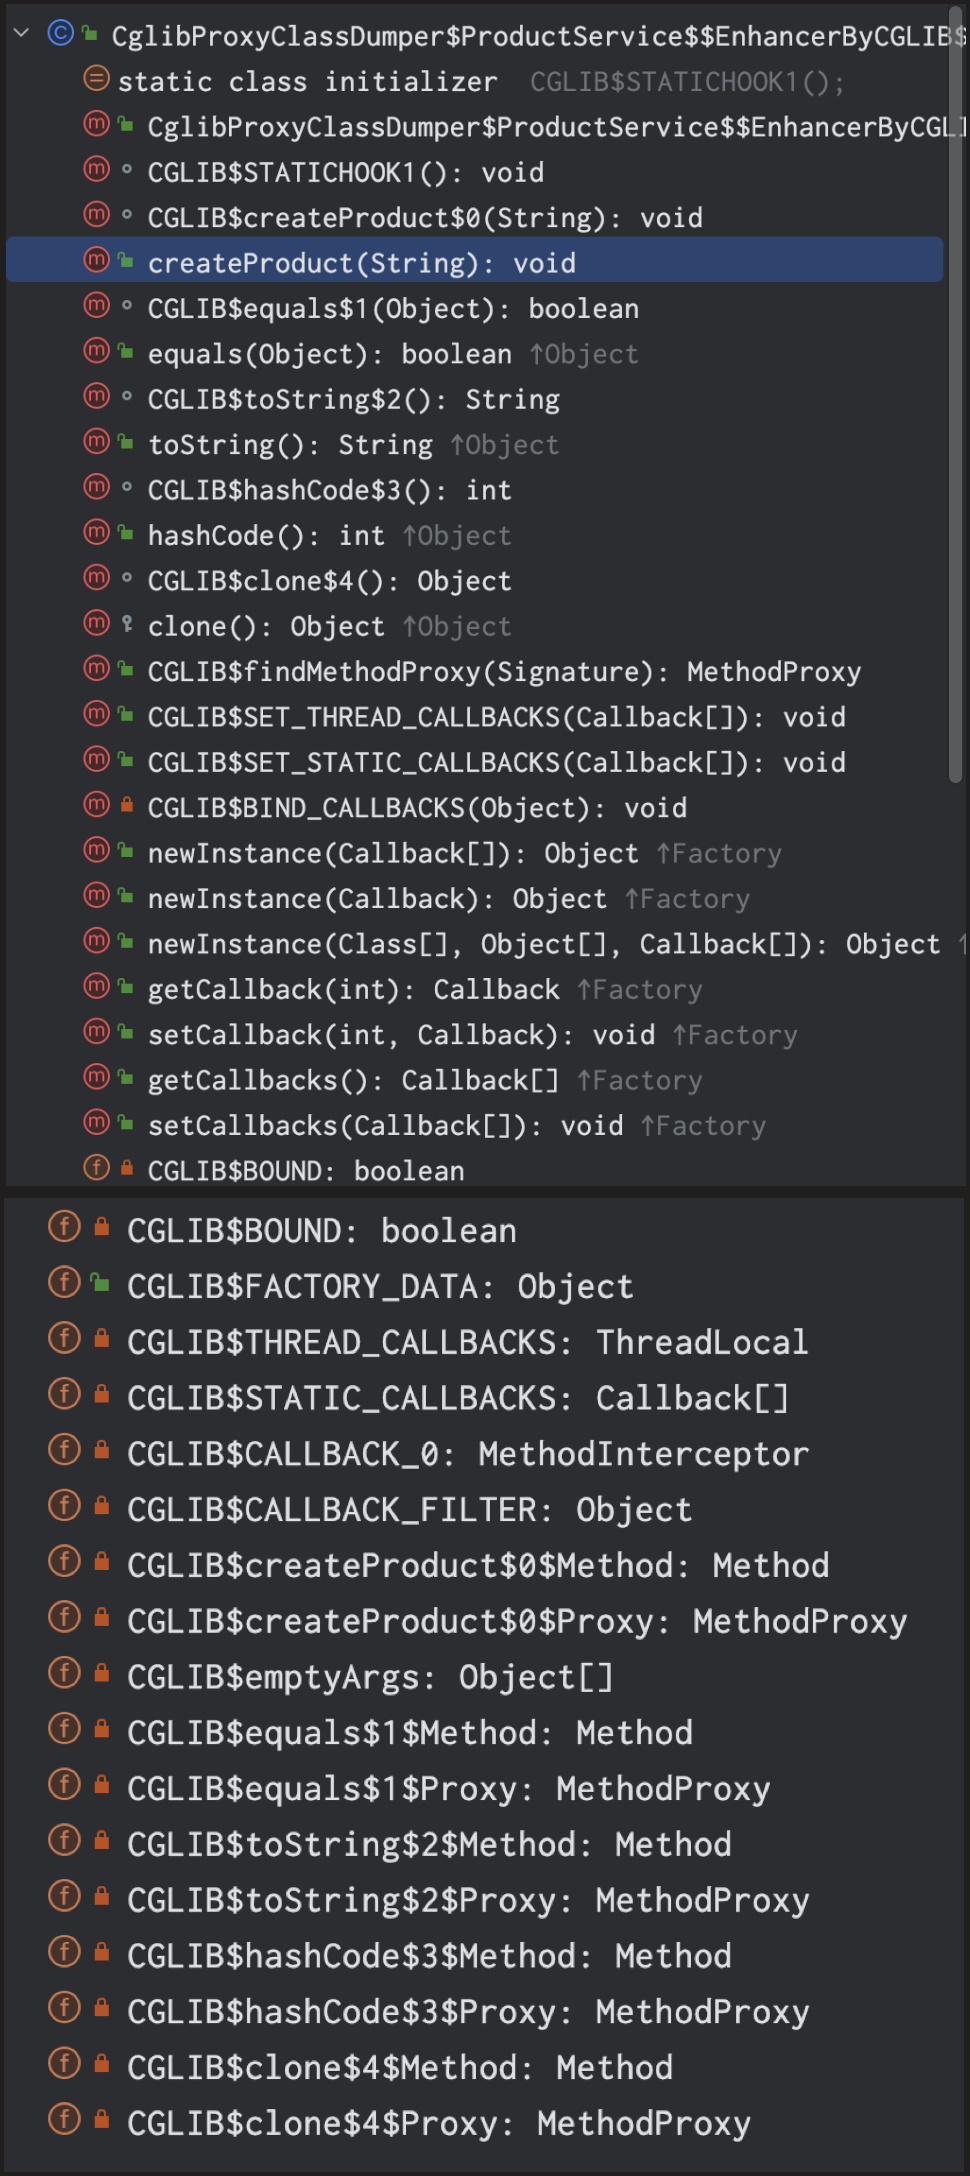 CglibProxyClassDumper$ProductService$$EnhancerByCGLIB$
static class initializer CGLIB$STATICHOOK1();
CglibProxyClassDumper$ProductService$$EnhancerByCGLI
CGLIB$STATICHOOK1(): void
CGLIB$createProduct$0(String): void
createProduct(String): void
CGLIB$equals$1(Object): boolean
equals(Object): boolean ↑Object
CGLIB$toString$2(): String
toString(): String ↑Object
CGLIB$hashCode$3(): int
hashCode(): int ↑Object
CGLIB$clone$4(): Object
clone(): Object ↑Object
CGLIB$findMethodProxy(Signature): MethodProxy
CGLIB$SET_THREAD_CALLBACKS(Callback[]): void
CGLIB$SET_STATIC_CALLBACKS(Callback[]): void
CGLIB$BIND_CALLBACKS(Object): void
newInstance(Callback[]): Object ↑Factory
newInstance(Callback): Object ↑Factory
newInstance(Class[], Object[], Callback[]): Object ↑
getCallback(int): Callback ↑Factory
setCallback(int, Callback): void ↑Factory
getCallbacks(): Callback[] ↑Factory
setCallbacks(Callback[]): void ↑Factory
CGLIB$BOUND: boolean
CGLIB$BOUND: boolean
CGLIB$FACTORY_DATA: Object
CGLIB$THREAD_CALLBACKS: ThreadLocal
CGLIB$STATIC_CALLBACKS: Callback[]
CGLIB$CALLBACK_0: MethodInterceptor
CGLIB$CALLBACK_FILTER: Object
CGLIB$createProduct$0$Method: Method
CGLIB$createProduct$0$Proxy: MethodProxy
CGLIB$emptyArgs: Object[]
CGLIB$equals$1$Method: Method
CGLIB$equals$1$Proxy: MethodProxy
CGLIB$toString$2$Method: Method
CGLIB$toString$2$Proxy: MethodProxy
CGLIB$hashCode$3$Method: Method
CGLIB$hashCode$3$Proxy: MethodProxy
CGLIB$clone$4$Method: Method
CGLIB$clone$4$Proxy: MethodProxy